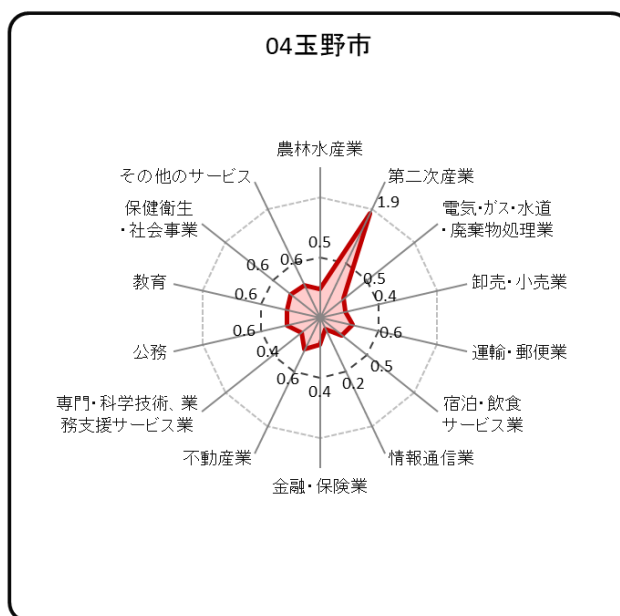 04玉野市
農林水産業
その他のサービス
第二次産業
1.9
保健衛生
・社会事業
電気・ガス・水道
・廃棄物処理業
0.5
0.6
0.6
0.5
教育
0.6
0.4
卸売・小売業
公務
0.6
0.6
運輸・郵便業
0.4
0.5
0.6
0.2
0.4
専門・科学技術、業
務支援サービス業
宿泊・飲食
サービス業
不動産業
情報通信業
金融・保険業